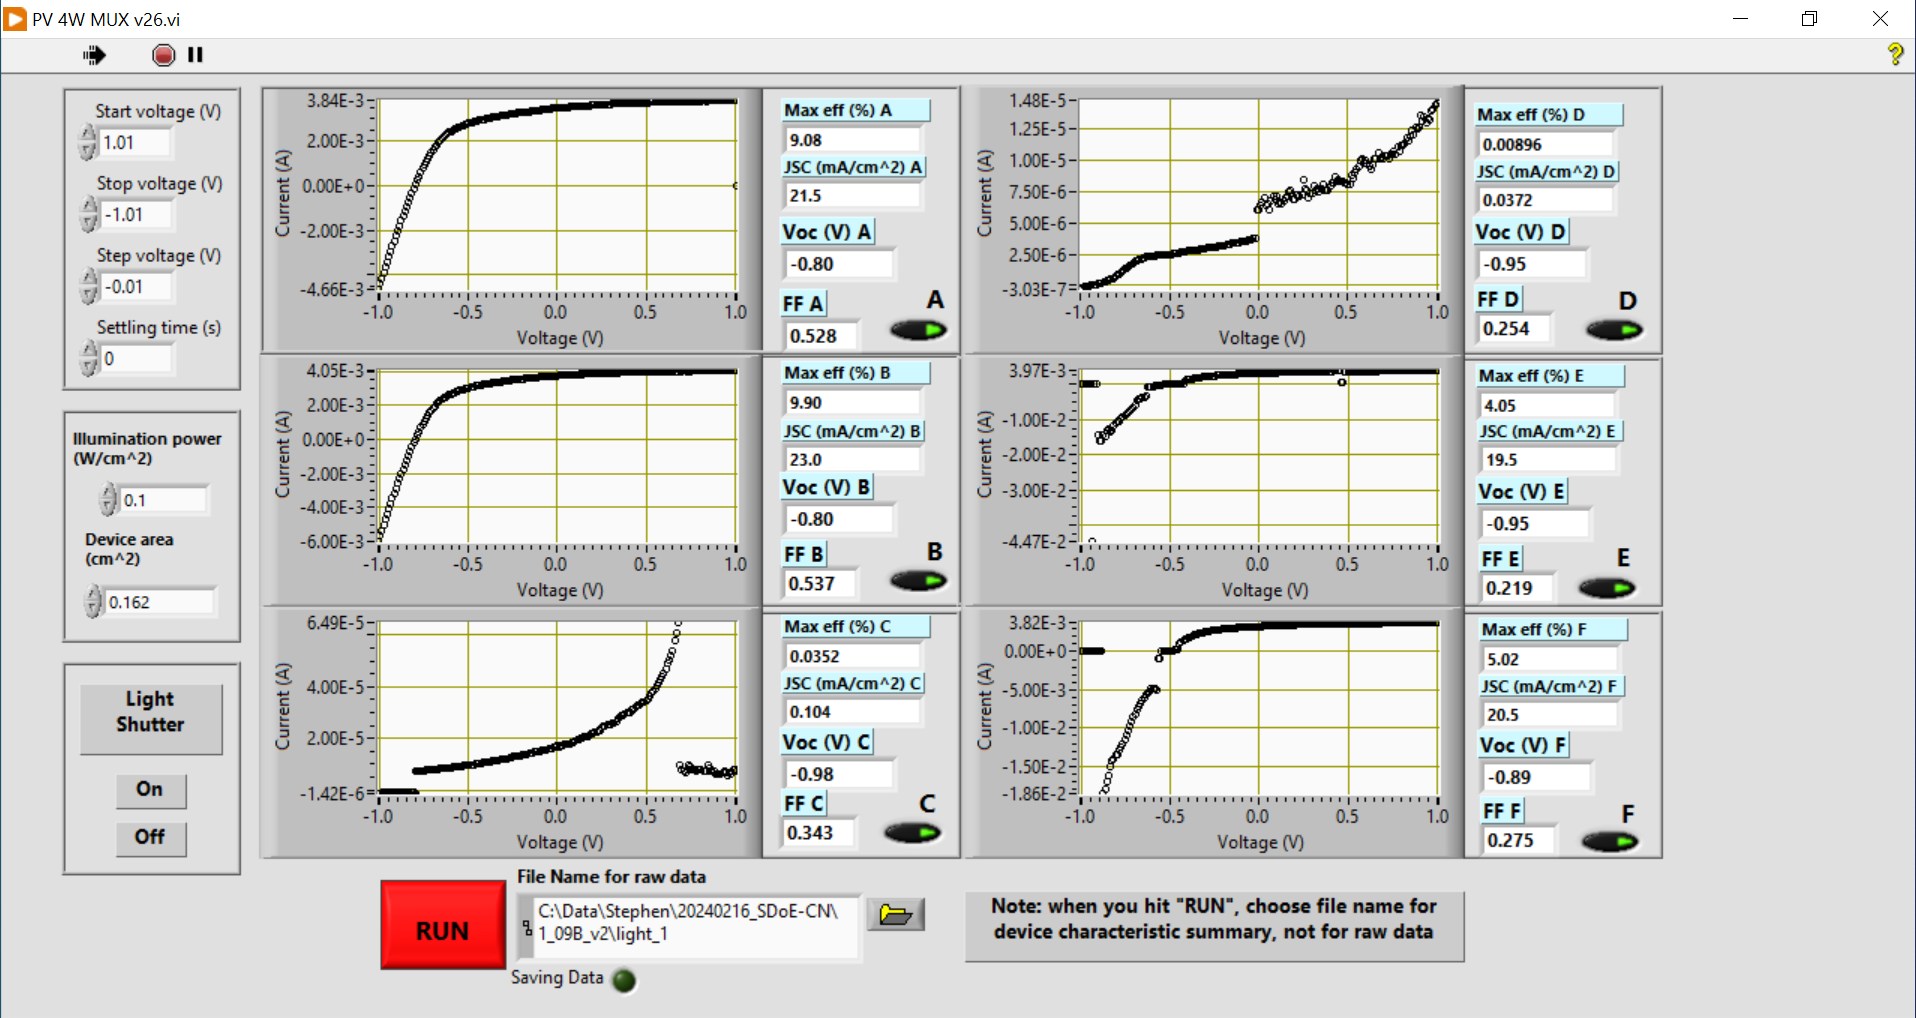 PV 4W MUX v26.vi
Start voltage (V)
1.01
Stop voltage (V)
-1.01
Step voltage (V)
-0.01
Settling time (s)
0
Illumination power
(W/cm^2)
0.1
Device area
(cm^2)
0.162
Light
Shutter
On
Off
Current (A)
3.84E-3
2.00E-3
0.00E+0
-2.00E-3
-4.66E-3
-1.0 -0.5 0.0 0.5 1.0
Voltage (V)
Max eff (%) A
9.08
JSC (mA/cm^2) A
21.5
Voc (V) A
-0.80
FF A
0.528
A
Current (A)
4.05E-3
2.00E-3
0.00E+0
-2.00E-3
-4.00E-3
-6.00E-3
-1.0 -0.5 0.0 0.5 1.0
Voltage (V)
Max eff (%) B
9.90
JSC (mA/cm^2) B
23.0
Voc (V) B
-0.80
FF B
0.537
B
Current (A)
6.49E-5
4.00E-5
2.00E-5
-1.42E-6
-1.0 -0.5 0.0 0.5 1.0
Voltage (V)
Max eff (%) C
0.0352
JSC (mA/cm^2) C
0.104
Voc (V) C
-0.98
FF C
0.343
C
Current (A)
1.48E-5
1.25E-5
1.00E-5
7.50E-6
5.00E-6
2.50E-6
-3.03E-7
-1.0 -0.5 0.0 0.5 1.0
Voltage (V)
Max eff (%) D
0.00896
JSC (mA/cm^2) D
0.0372
Voc (V) D
-0.95
FF D
0.254
D
Current (A)
3.97E-3
-1.00E-2
-2.00E-2
-3.00E-2
-4.47E-2
-1.0 -0.5 0.0 0.5 1.0
Voltage (V)
Max eff (%) E
4.05
JSC (mA/cm^2) E
19.5
Voc (V) E
-0.95
FF E
0.219
E
Current (A)
3.82E-3
0.00E+0
-5.00E-3
-1.00E-2
-1.50E-2
-1.86E-2
-1.0 -0.5 0.0 0.5 1.0
Voltage (V)
Max eff (%) F
5.02
JSC (mA/cm^2) F
20.5
Voc (V) F
-0.89
FF F
0.275
F
RUN
File Name for raw data
C:\Data\Stephen\20240216_SDoE-CN\
1_09B_v2\light_1
Saving Data
Note: when you hit "RUN", choose file name for
device characteristic summary, not for raw data